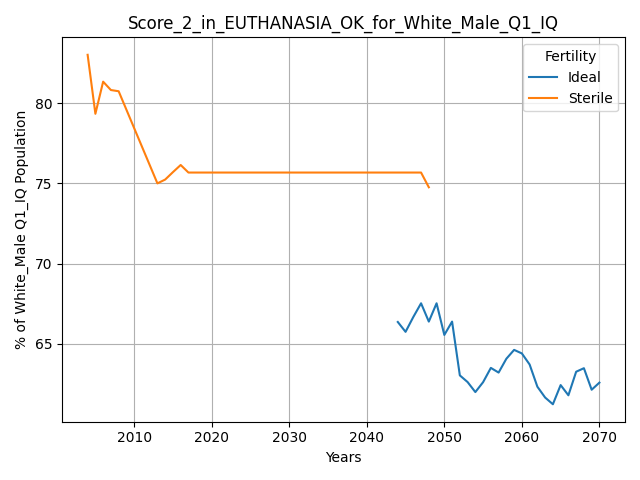 Score_2_in_EUTHANASIA_OK_for_White_Male_Q1_IQ
Fertility
Ideal
Sterile
% of White_Male Q1_IQ Population
80
75
70
65
2010 2020 2030 2040 2050 2060 2070
Years